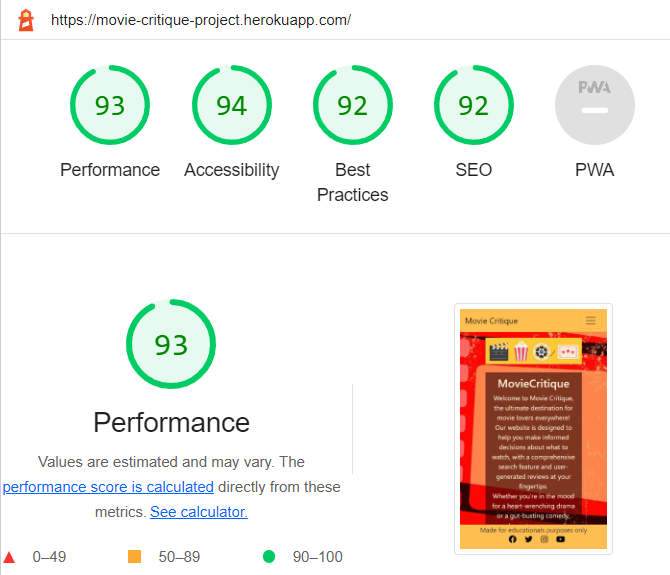 https://movie-critique-project.herokuapp.com/
93
94
92
92
PWA
Performance
Accessibility
Best
Practices
SEO
PWA
93
Performance
Values are estimated and may vary. The
performance score is calculated directly from these
metrics. See calculator.
0–49
50–89
90–100
Movie Critique
MovieCritique
Welcome to Movie Critique,
the ultimate destination for
movie lovers everywhere!
Our website is designed to
help you make informed
decisions about what to
watch, with a comprehensive
search feature and user-
generated reviews at your
fingertips.
Whether you're in the mood
for a heart-wrenching drama
or a gut-busting comedy,
Made for educationals purposes only